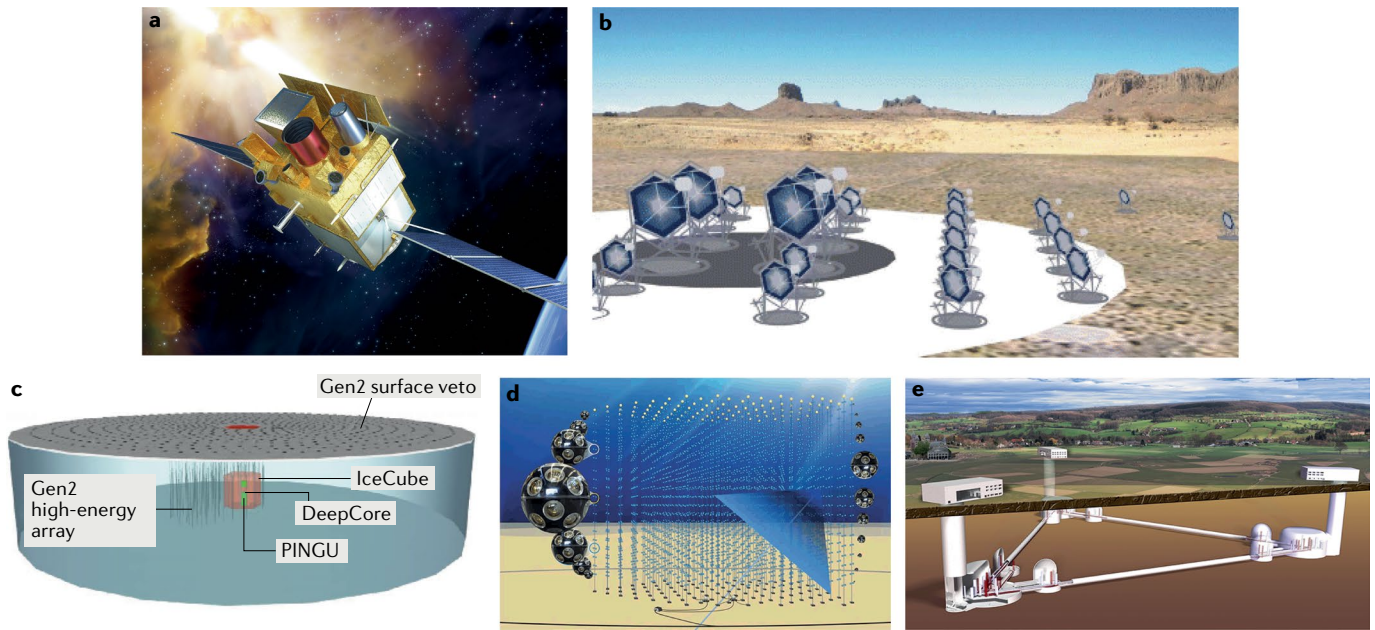 a
b
c
Gen2 surface veto
Gen2
high-energy
array
IceCube
DeepCore
PINGU
d
e